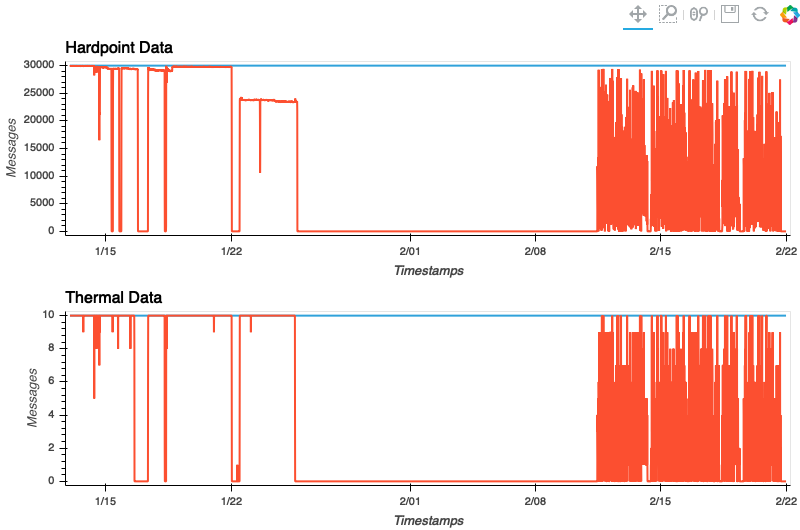 Hardpoint Data
30000
25000
20000
15000
10000
5000
0
Messages
1/15 1/22 2/01 2/08 2/15 2/22
Timestamps
Thermal Data
10
8
6
4
2
0
Messages
1/15 1/22 2/01 2/08 2/15 2/22
Timestamps